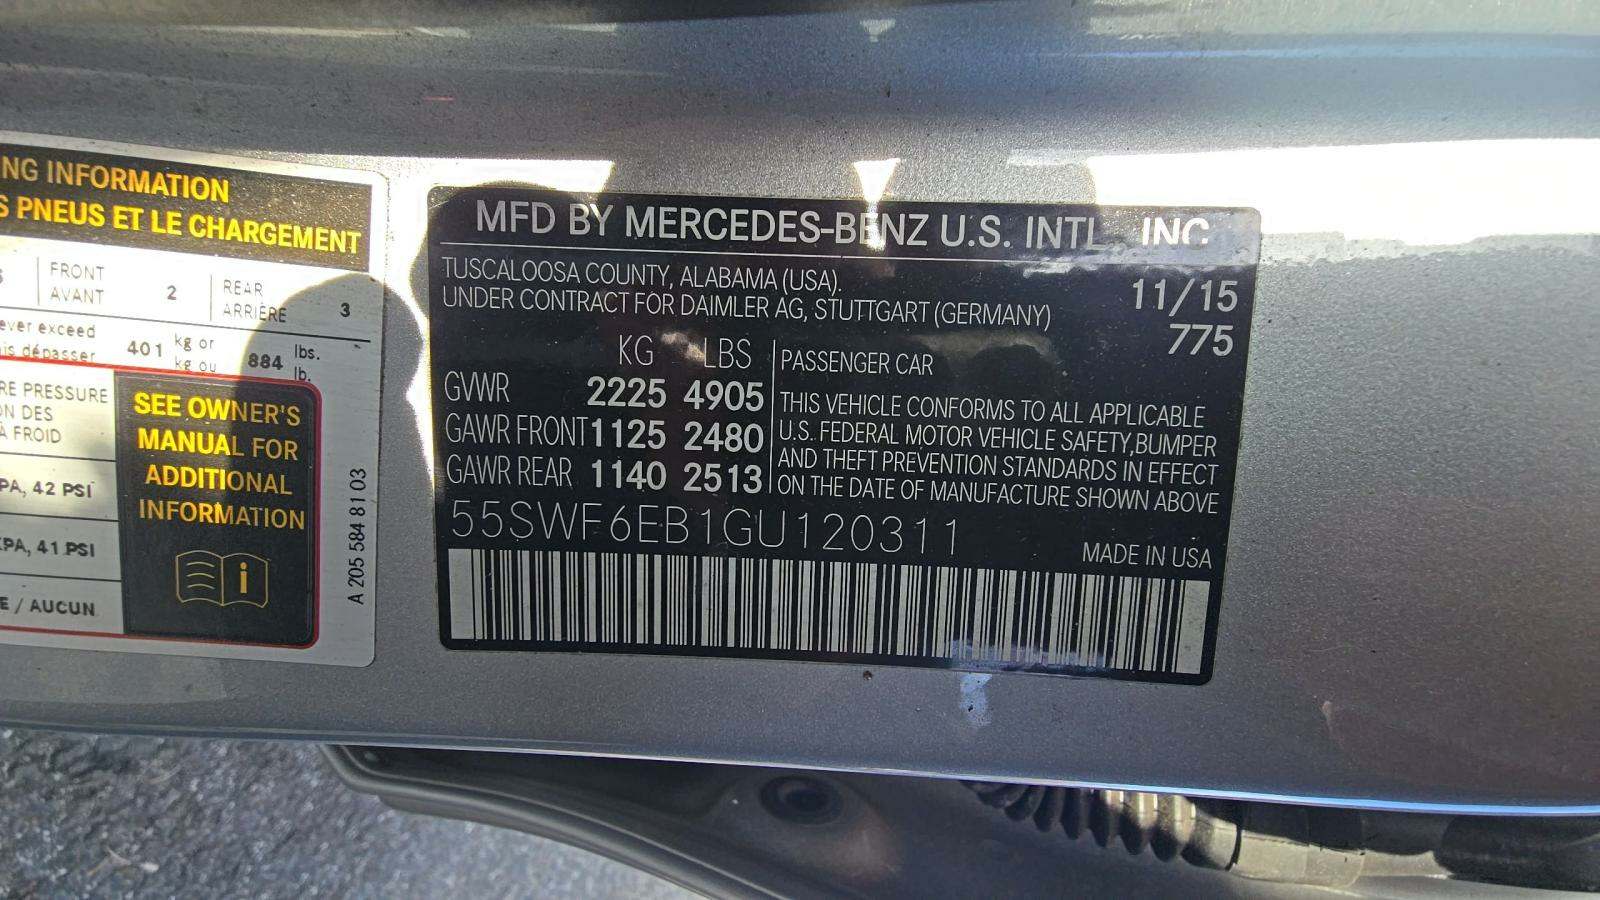 NG INFORMATION
S PNEUS ET LE CHARGEMENT
FRONT
AVANT
2
REAR
ARRIÈRE
3
ever exceed
is dépasser
401
kg or
kg ou
884
lbs.
lb.
RE PRESSURE
ON DES
À FROID
PA, 42 PSI
KPA, 41 PSI
E / AUCUN
SEE OWNER'S
MANUAL FOR
ADDITIONAL
INFORMATION
i
A 205 584 81 03
MFD BY MERCEDES-BENZ U.S. INTL., INC.
TUSCALOOSA COUNTY, ALABAMA (USA).
UNDER CONTRACT FOR DAIMLER AG, STUTTGART (GERMANY)
11/15
775
KG LBS
GVWR 2225 4905
GAWR FRONT 1125 2480
GAWR REAR 1140 2513
PASSENGER CAR
THIS VEHICLE CONFORMS TO ALL APPLICABLE
U.S. FEDERAL MOTOR VEHICLE SAFETY, BUMPER
AND THEFT PREVENTION STANDARDS IN EFFECT
ON THE DATE OF MANUFACTURE SHOWN ABOVE
55SWF6EB1GU120311
MADE IN USA